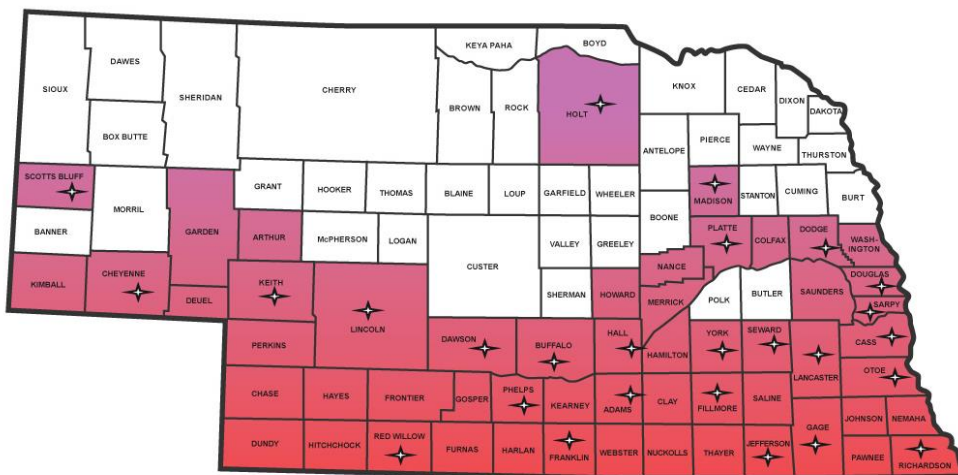 KEYA PAHA
BOYD
DAWES
SIOUX
SHERIDAN
CHERRY
BROWN
ROCK
HOLT
KNOX
CEDAR
DIXON
DAKOTA
BOX BUTTE
ANTELOPE
PIERCE
WAYNE
THURSTON
SCOTTS BLUFF
MORRIL
GARDEN
GRANT
HOOKER
THOMAS
BLAINE
LOUP
GARFIELD
WHEELER
BOONE
MADISON
STANTON
CUMING
BURT
BANNER
ARTHUR
McPHERSON
LOGAN
CUSTER
VALLEY
GREELEY
PLATTE
COLFAX
DODGE
WASH-
INGTON
KIMBALL
CHEYENNE
DEUEL
KEITH
LINCOLN
SHERMAN
HOWARD
NANCE
MERRICK
POLK
BUTLER
SAUNDERS
DOUGLAS
SARPY
PERKINS
DAWSON
BUFFALO
HALL
HAMILTON
YORK
SEWARD
LANCASTER
CASS
OTOE
CHASE
HAYES
FRONTIER
GOSPER
PHELPS
KEARNEY
ADAMS
CLAY
FILLMORE
SALINE
GAGE
JOHNSON
NEMAHA
DUNDY
HITCHCHOCK
RED WILLOW
FURNAS
HARLAN
FRANKLIN
WEBSTER
NUCKOLLS
THAYER
JEFFERSON
PAWNEE
RICHARDSON